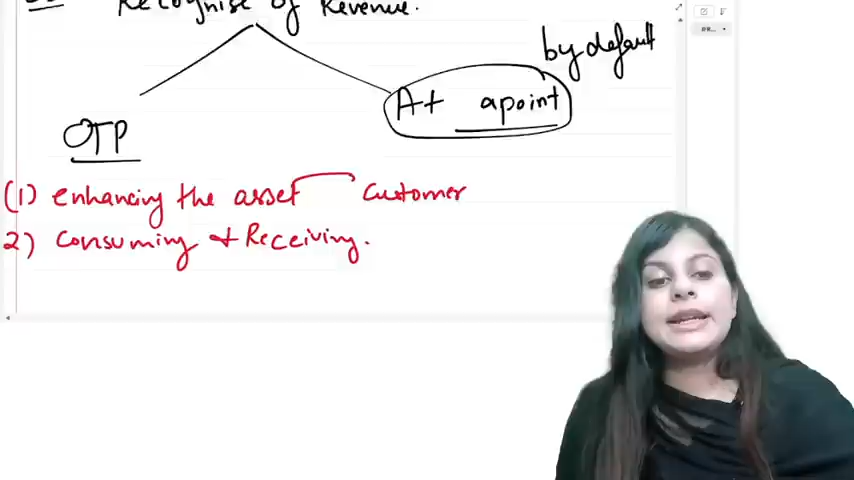 Recognise of Revenue.
by default
At apoint
OTP
(1) enhancing the asset customer
2) Consuming & Receiving.